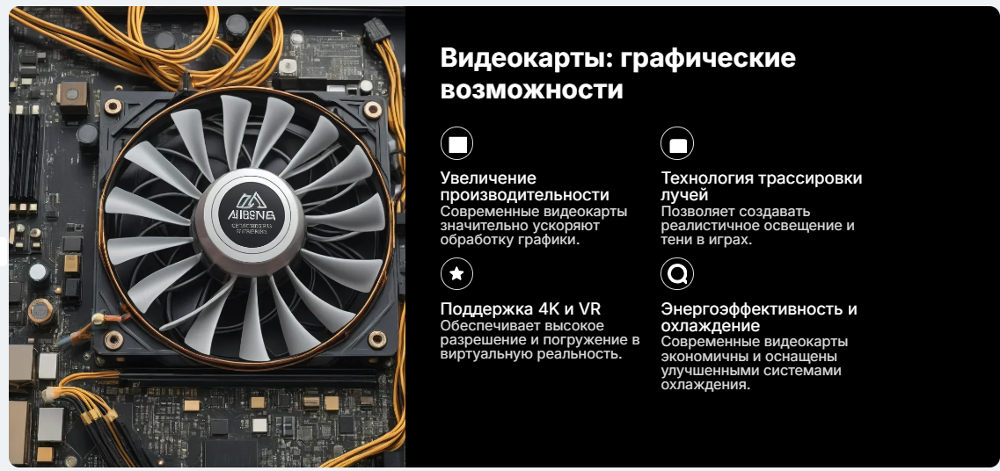 Видеокарты: графические
возможности
Увеличение
производительности
Современные видеокарты
значительно ускоряют
обработку графики.
Технология трассировки
лучей
Позволяет создавать
реалистичное освещение и
тени в играх.
Поддержка 4K и VR
Обеспечивает высокое
разрешение и погружение в
виртуальную реальность.
Энергоэффективность и
охлаждение
Современные видеокарты
экономичны и оснащены
улучшенными системами
охлаждения.